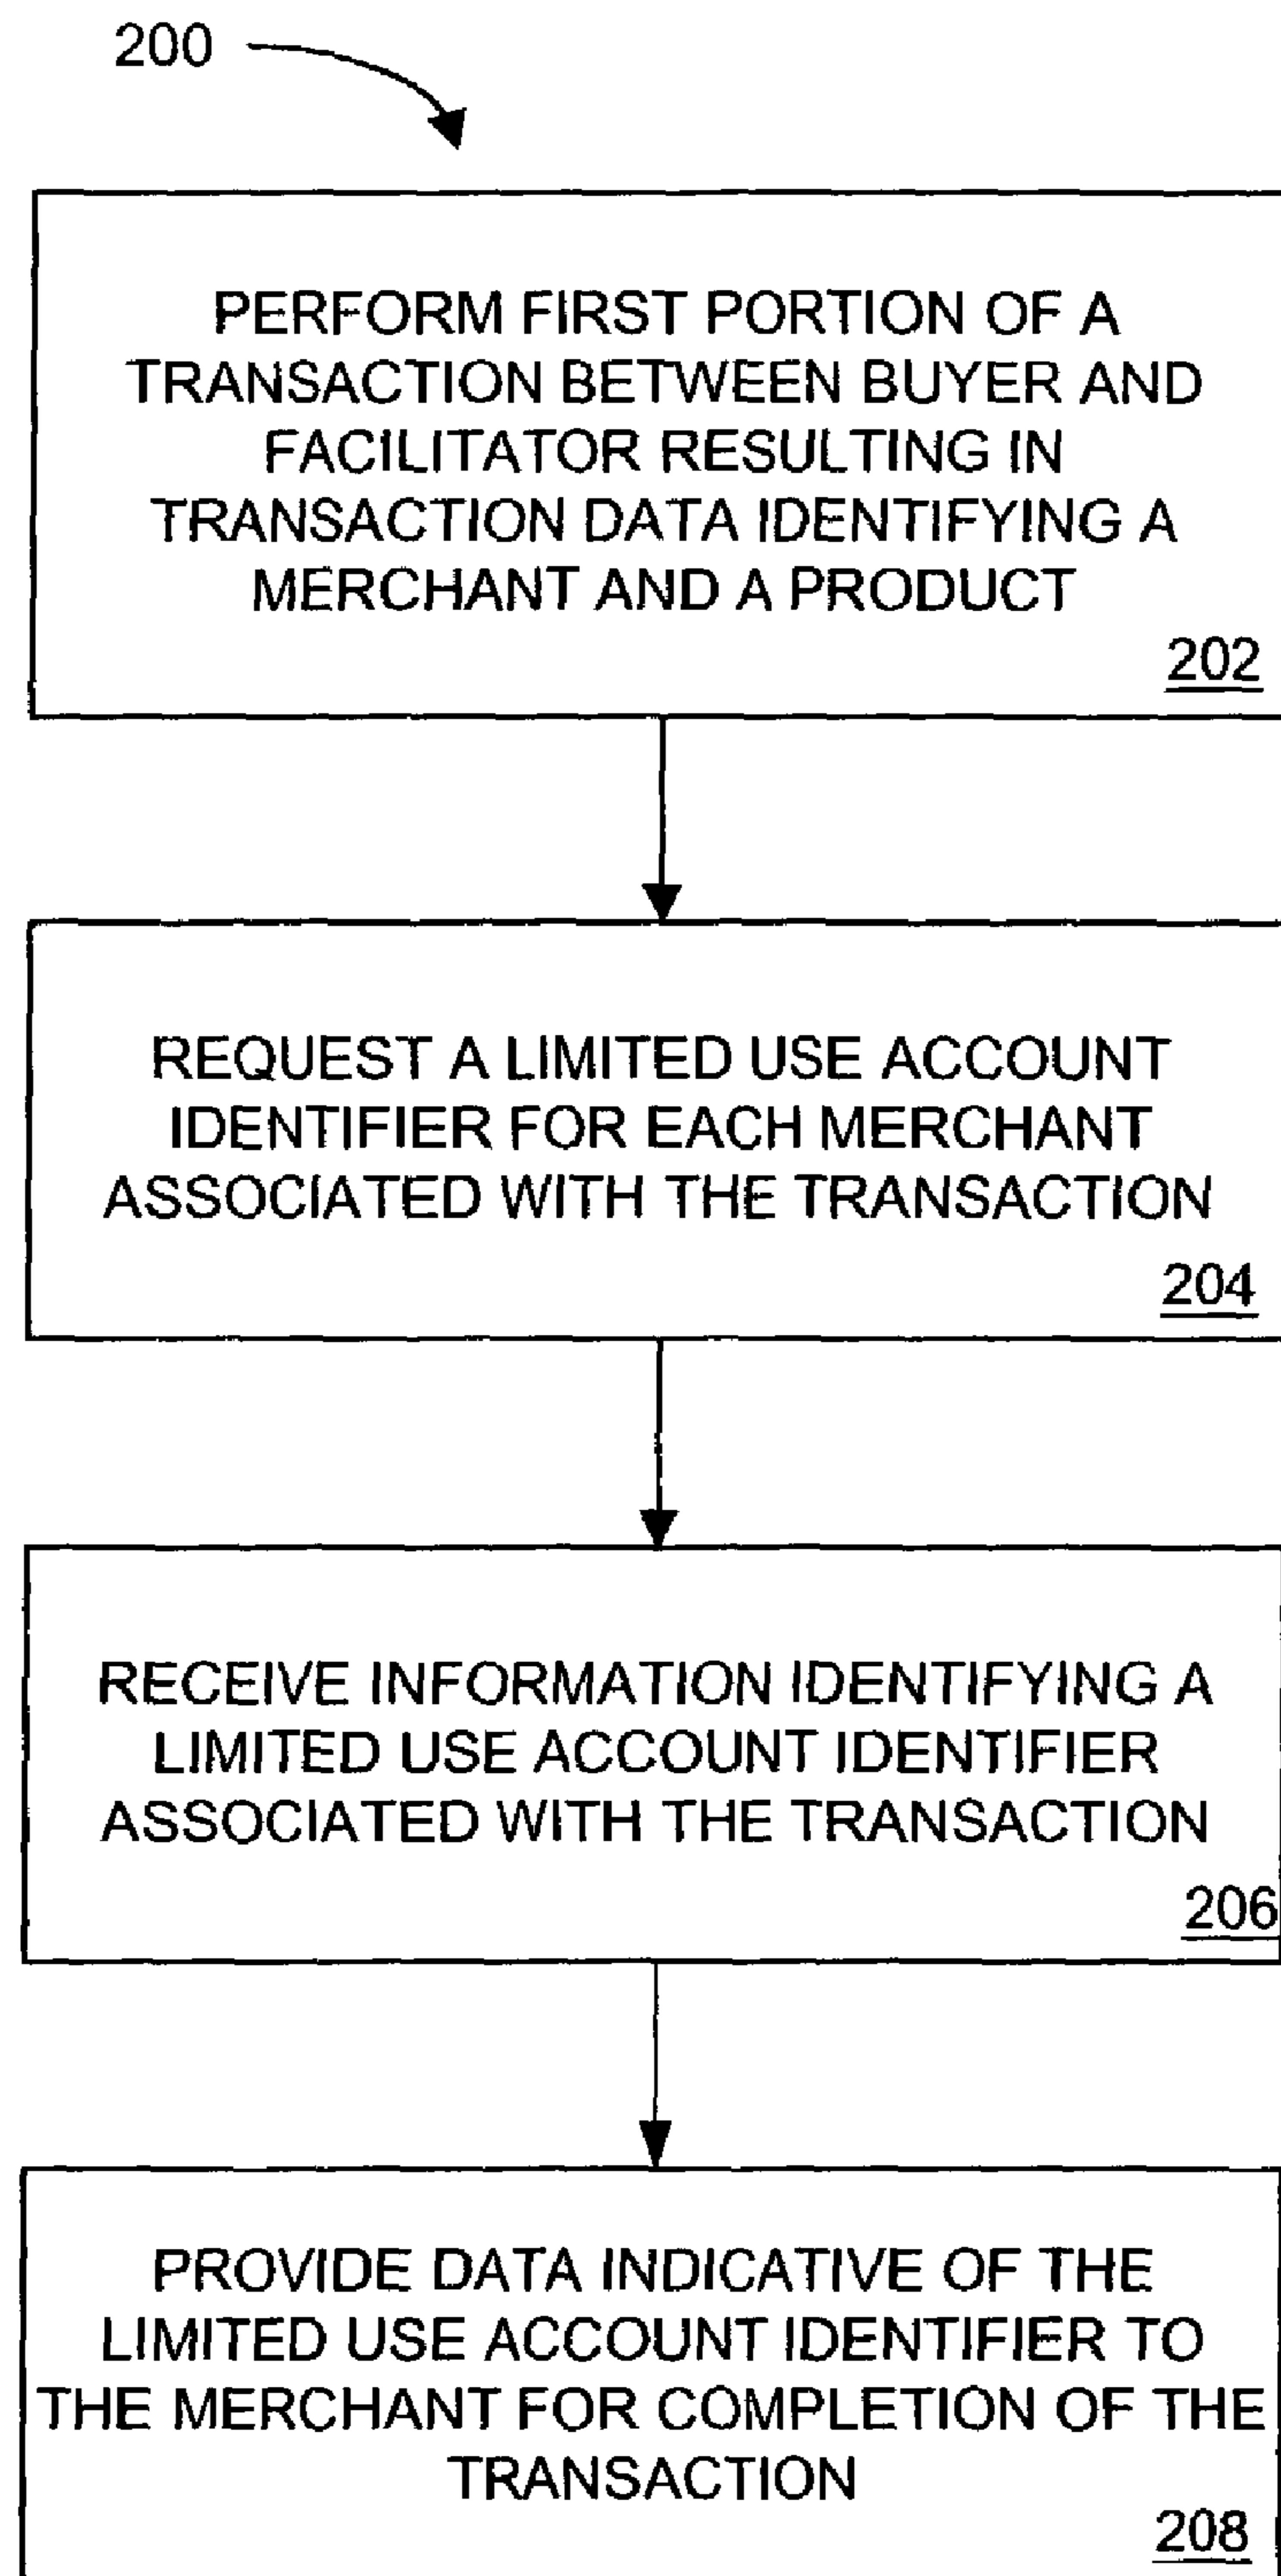 200
PERFORM FIRST PORTION OF A
TRANSACTION BETWEEN BUYER AND
FACILITATOR RESULTING IN
TRANSACTION DATA IDENTIFYING A
MERCHANT AND A PRODUCT
202
REQUEST A LIMITED USE ACCOUNT
IDENTIFIER FOR EACH MERCHANT
ASSOCIATED WITH THE TRANSACTION
204
RECEIVE INFORMATION IDENTIFYING A
LIMITED USE ACCOUNT IDENTIFIER
ASSOCIATED WITH THE TRANSACTION
206
PROVIDE DATA INDICATIVE OF THE
LIMITED USE ACCOUNT IDENTIFIER TO
THE MERCHANT FOR COMPLETION OF THE
TRANSACTION
208